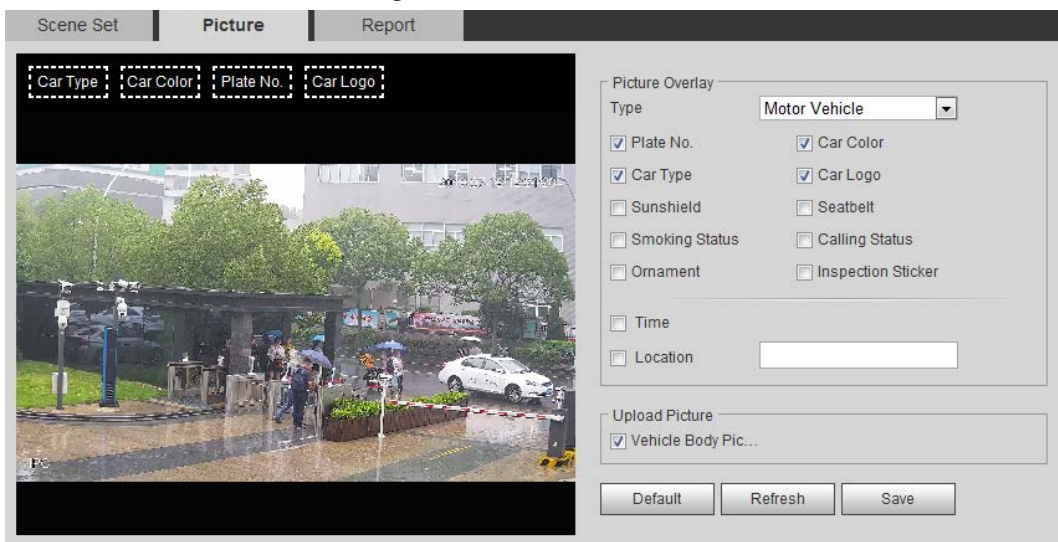 Scene Set Picture Report
Car Type Car Color Plate No. Car Logo
IPC
Picture Overlay
Type Motor Vehicle
Plate No. Car Color
Car Type Car Logo
Sunshield Seatbelt
Smoking Status Calling Status
Ornament Inspection Sticker
Time
Location
Upload Picture
Vehicle Body Pic...
Default Refresh Save